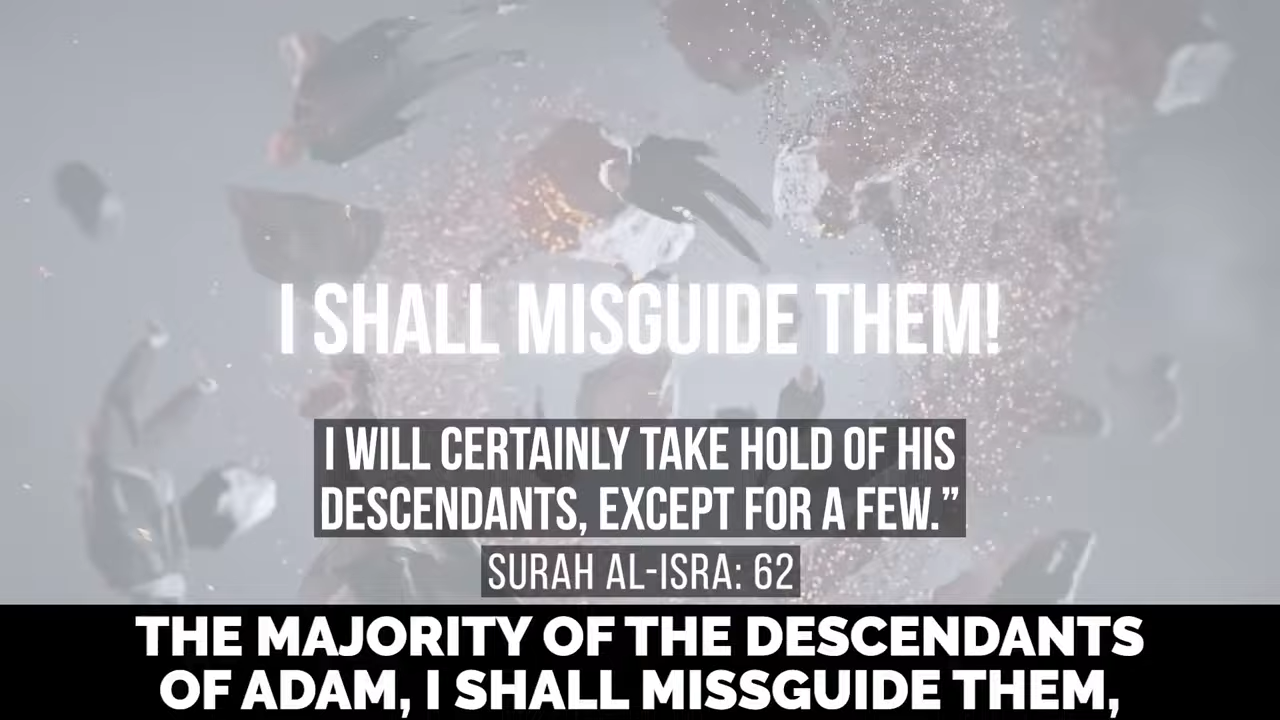 I SHALL MISGUIDE THEM!
I WILL CERTAINLY TAKE HOLD OF HIS
DESCENDANTS, EXCEPT FOR A FEW.”
SURAH AL-ISRA: 62
THE MAJORITY OF THE DESCENDANTS
OF ADAM, I SHALL MISSGUIDE THEM,